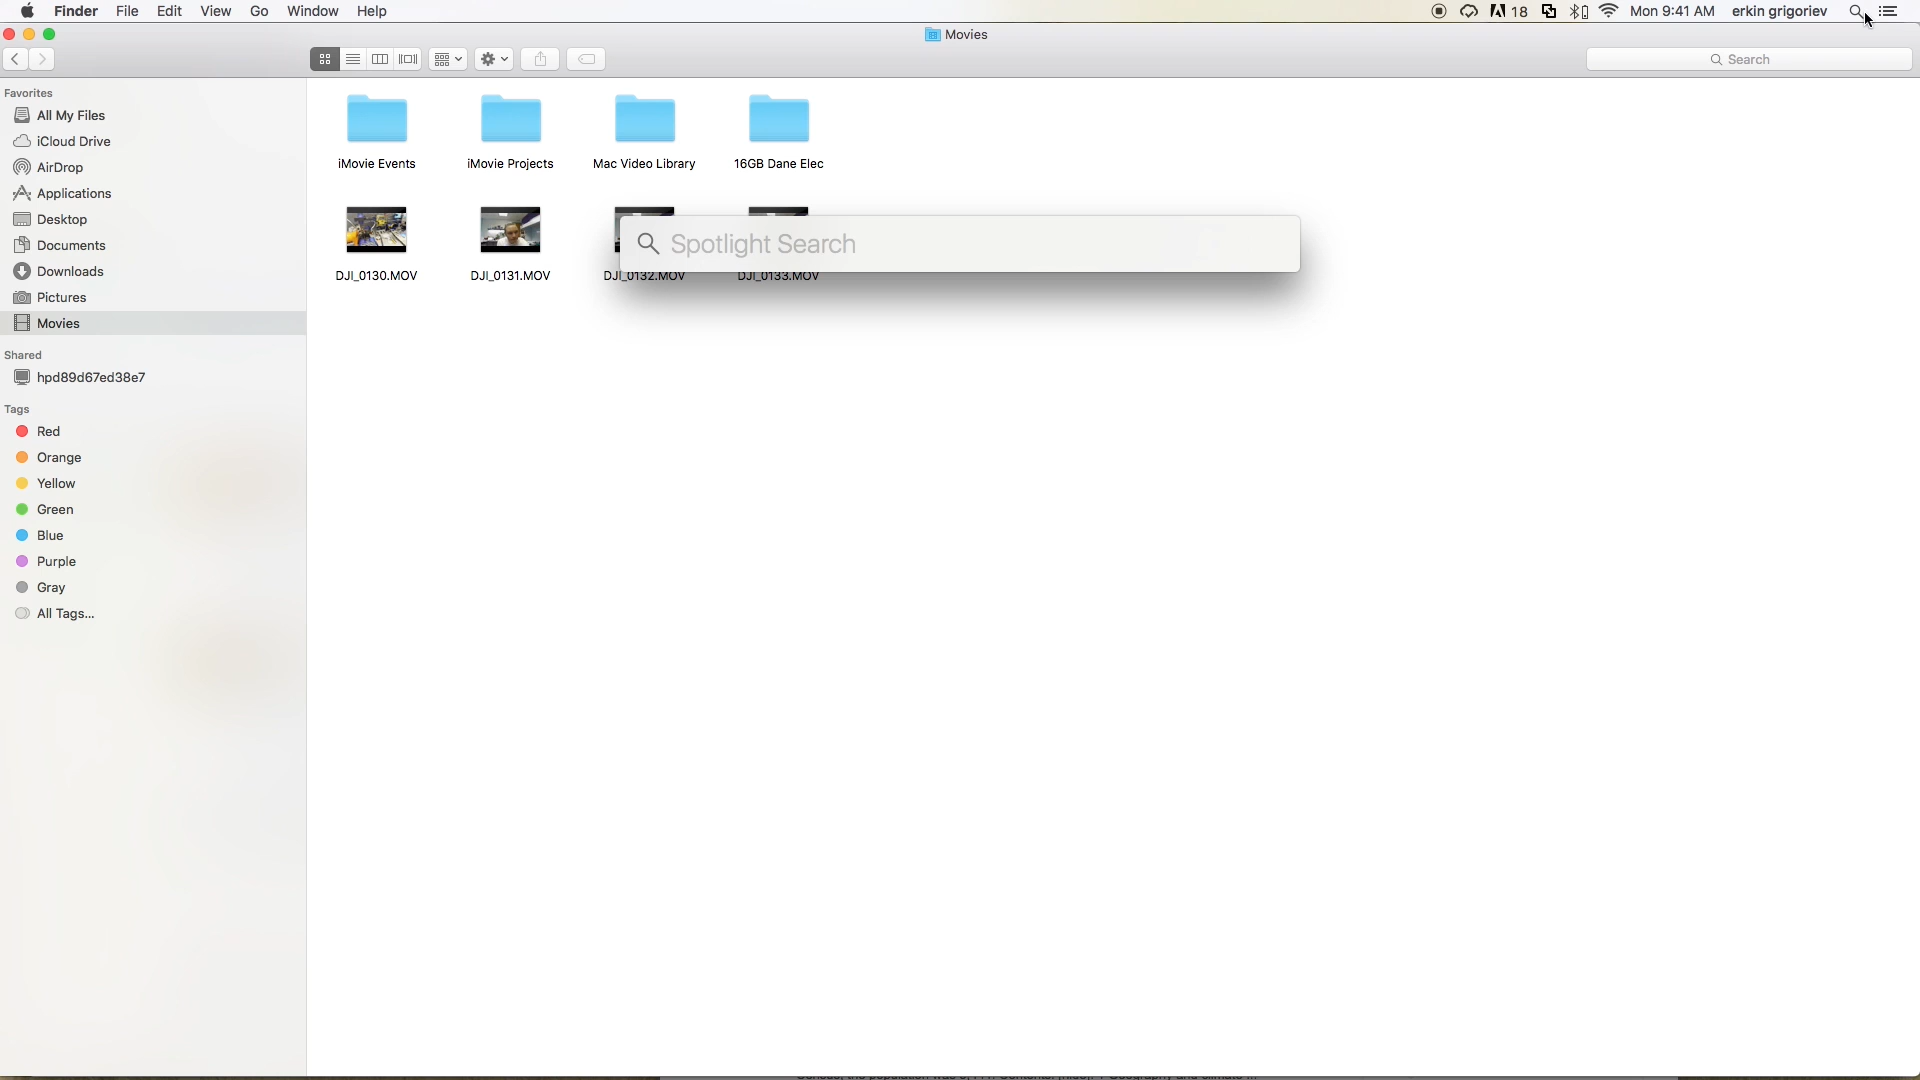 Finder File Edit View Go Window Help 18 Mon 9:41 AM erkin grigoriev
Movies
Search
Favorites
All My Files
iCloud Drive
AirDrop
Applications
Desktop
Documents
Downloads
Pictures
Movies
Shared
hpd89d67ed38e7
Tags
Red
Orange
Yellow
Green
Blue
Purple
Gray
All Tags...
iMovie Events iMovie Projects Mac Video Library 16GB Dane Elec
Spotlight Search
DJI_0130.MOV DJI_0131.MOV DJI_0132.MOV DJI_0133.MOV